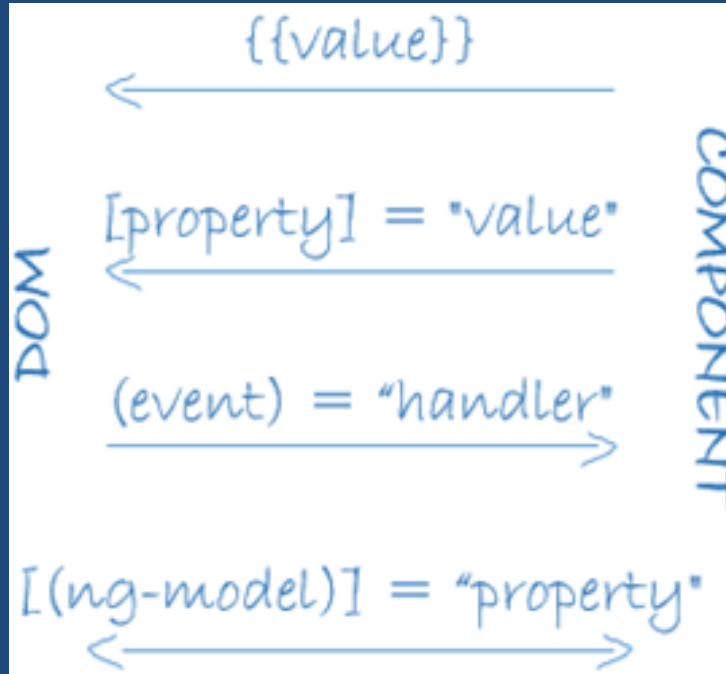 {{value}}
[property] = "value"
DOM
COMPONENT
(event) = “handler"
[(ng-model)] = “property"